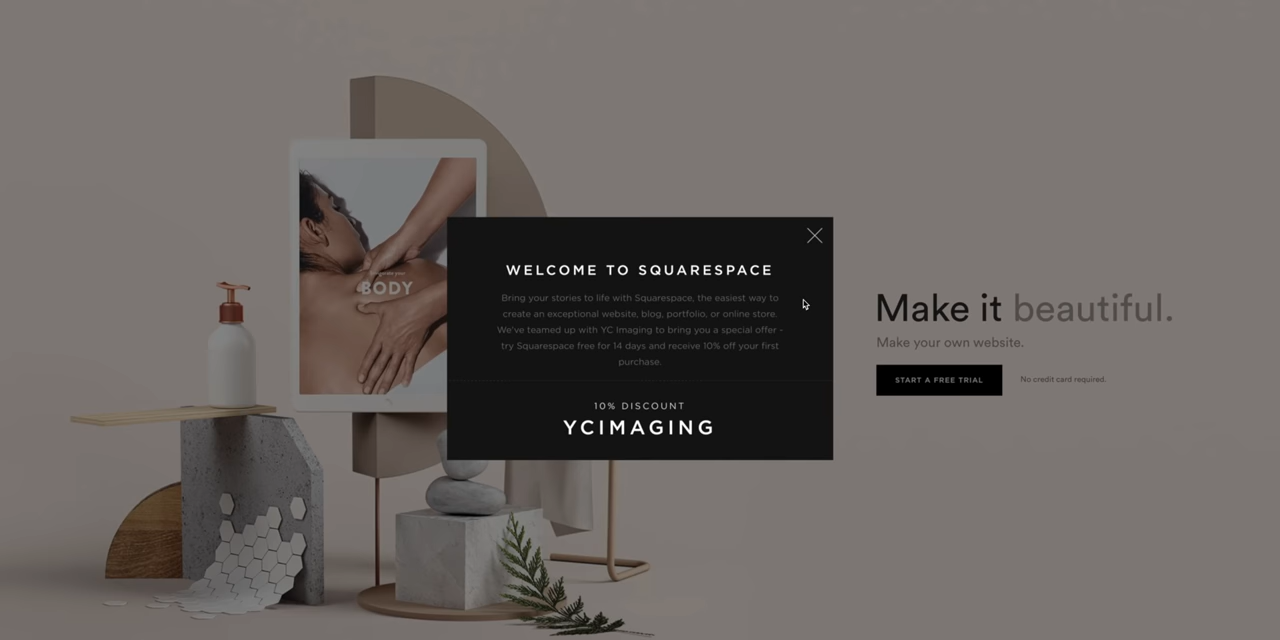 WELCOME TO SQUARESPACE
Bring your stories to life with Squarespace, the easiest way to
create an exceptional website, blog, portfolio, or online store.
We've teamed up with YC Imaging to bring you a special offer -
try Squarespace free for 14 days and receive 10% off your first
purchase.
10% DISCOUNT
YCIMAGING
BODY
Make it beautiful.
Make your own website.
START A FREE TRIAL
No credit card required.